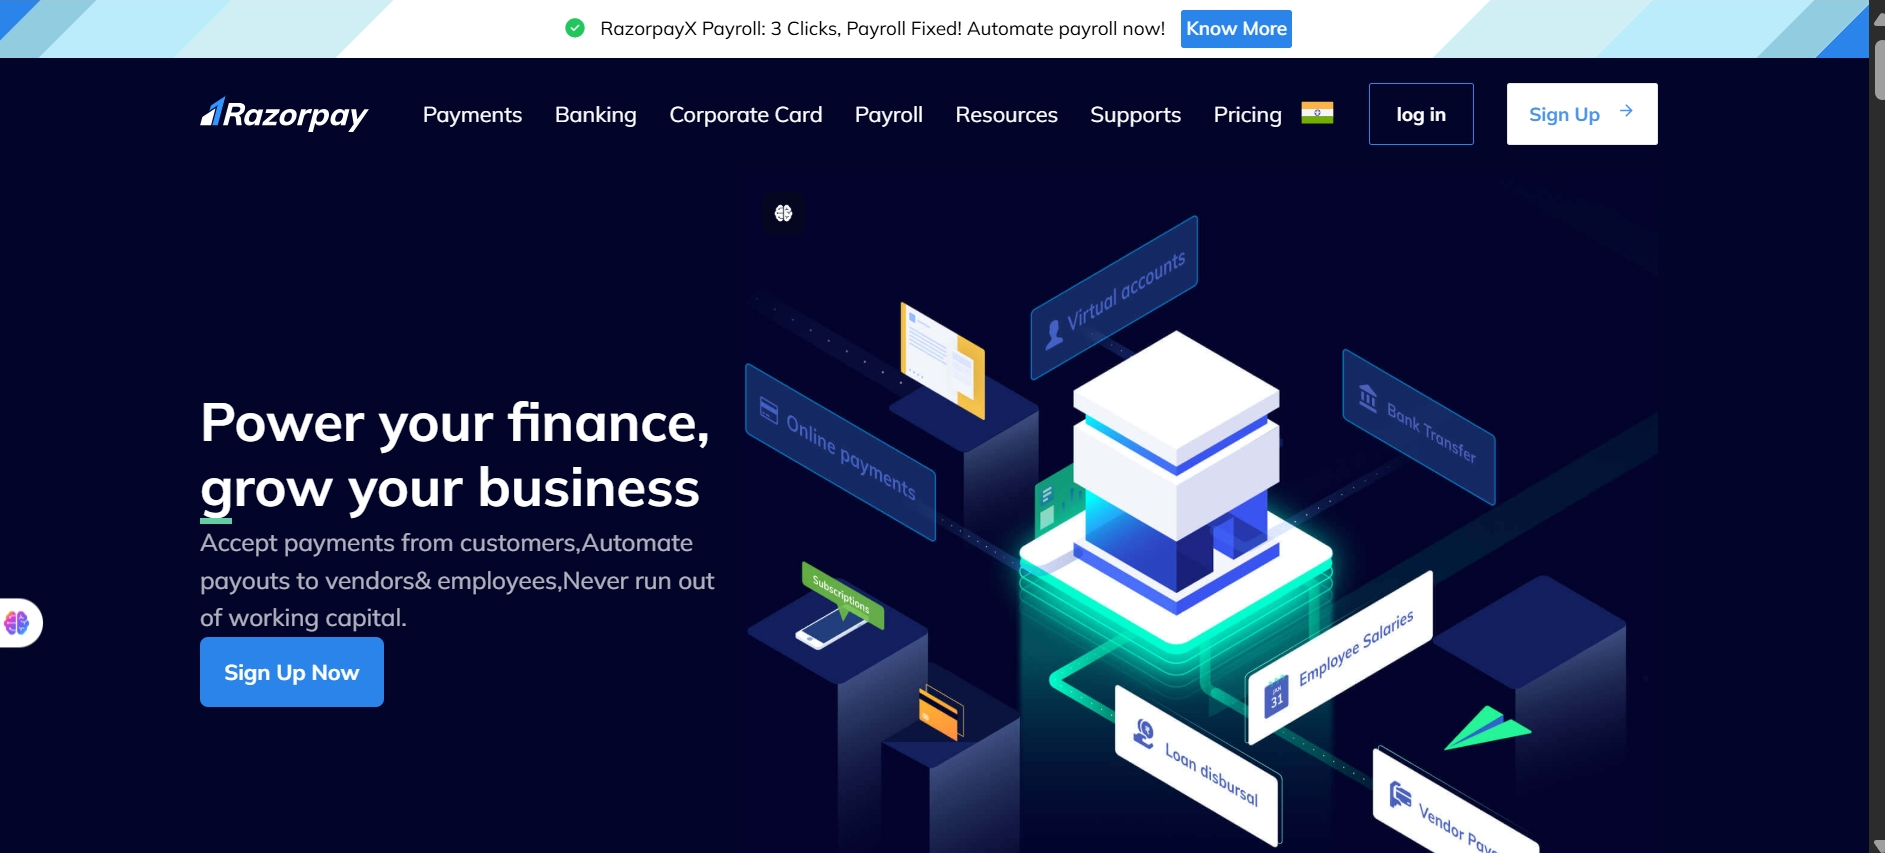 RazorpayX Payroll: 3 Clicks, Payroll Fixed! Automate payroll now!
Know More
Razorpay
Payments
Banking
Corporate Card
Payroll
Resources
Supports
Pricing
log in
Sign Up
Virtual accounts
Bank Transfer
Online payments
Power your finance,
grow your business
Accept payments from customers,Automate
payouts to vendors& employees,Never run out
of working capital.
Sign Up Now
Subscriptions
Employee Salaries
JAN
31
Loan disbursal
Vendor